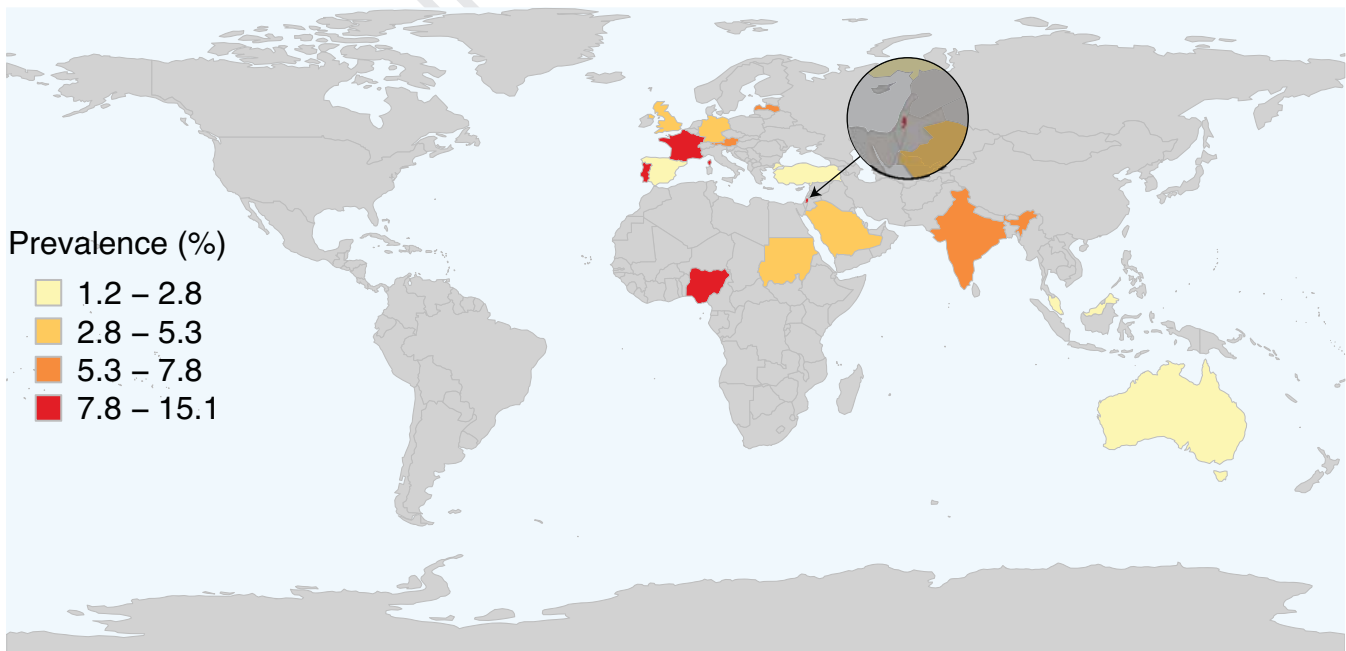 Prevalence (%)
1.2 – 2.8
2.8 – 5.3
5.3 – 7.8
7.8 – 15.1